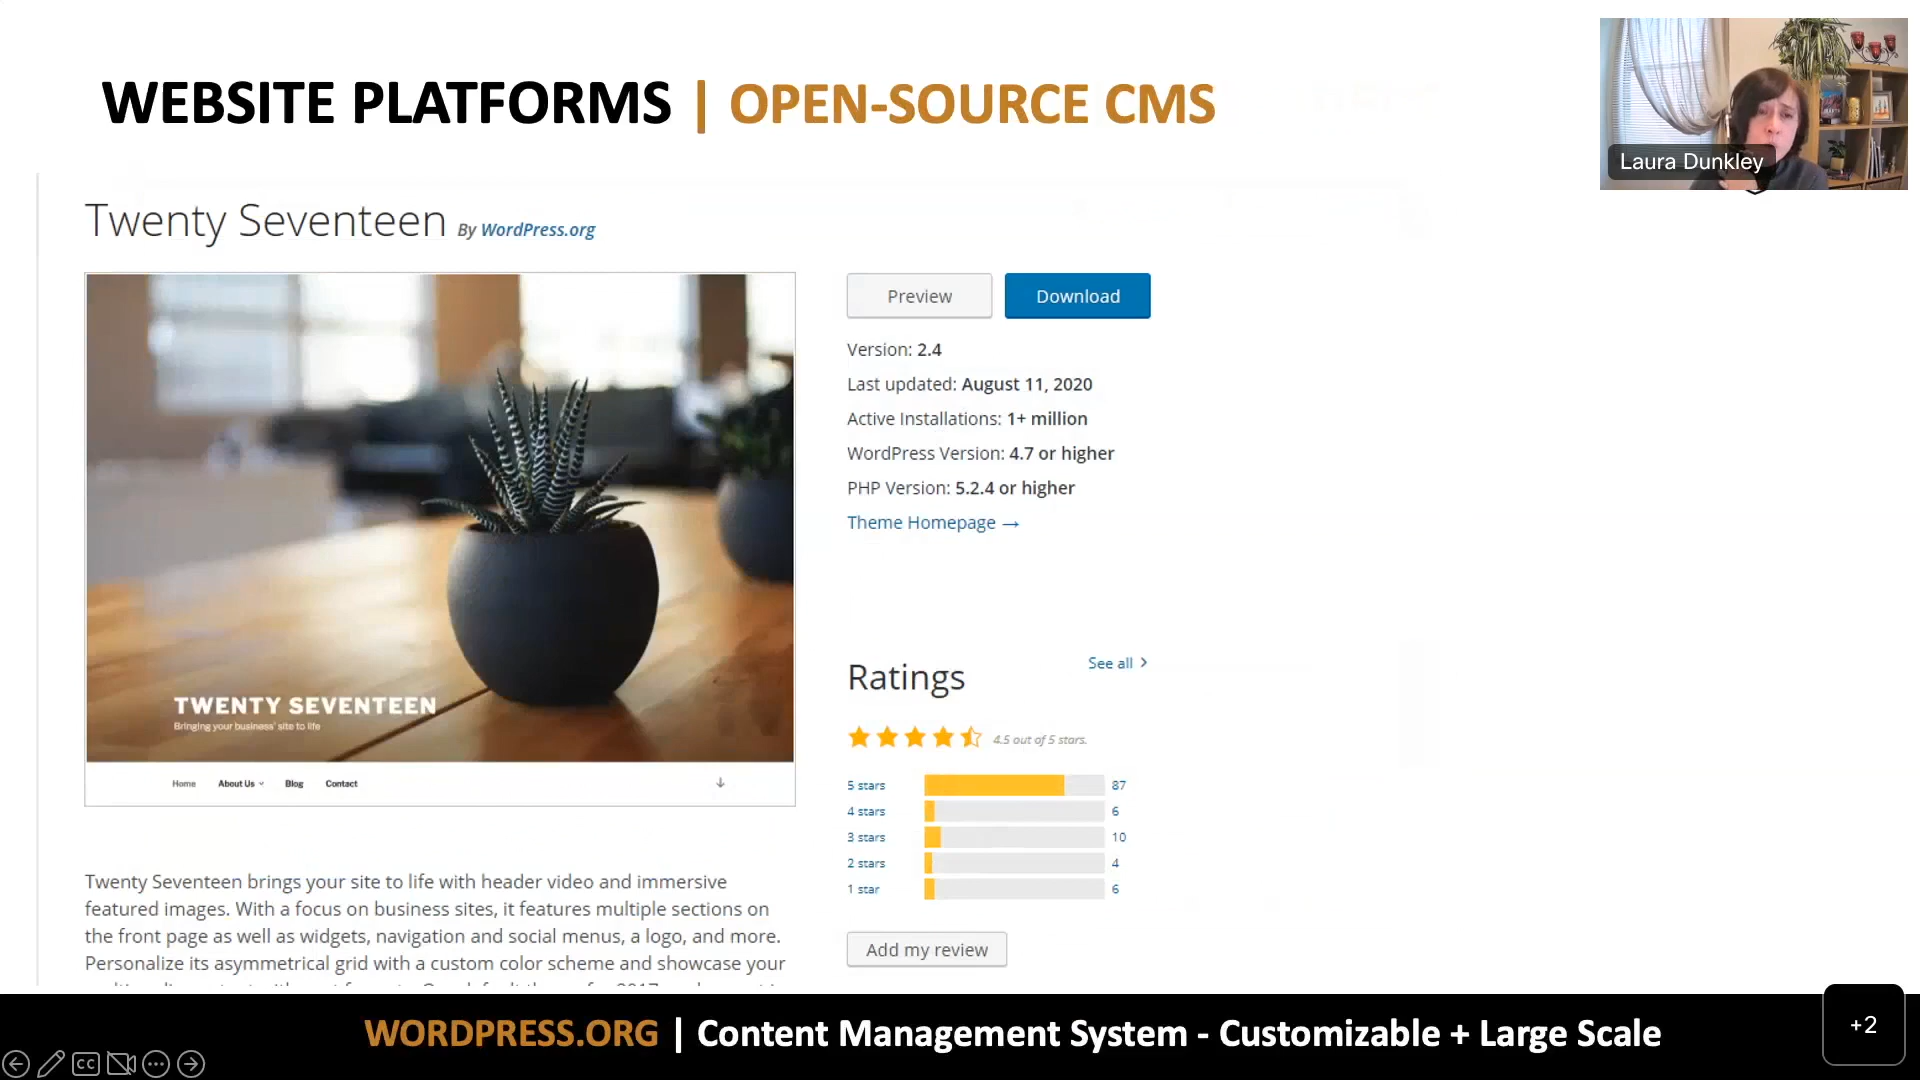 WEBSITE PLATFORMS | OPEN-SOURCE CMS
Laura Dunkley
Twenty Seventeen By WordPress.org
TWENTY SEVENTEEN
Bringing your business' site to life
Home About Us Blog Contact
Preview Download
Version: 2.4
Last updated: August 11, 2020
Active Installations: 1+ million
WordPress Version: 4.7 or higher
PHP Version: 5.2.4 or higher
Theme Homepage →
Ratings See all >
4.5 out of 5 stars.
5 stars 87
4 stars 6
3 stars 10
2 stars 4
1 star 6
Add my review
Twenty Seventeen brings your site to life with header video and immersive
featured images. With a focus on business sites, it features multiple sections on
the front page as well as widgets, navigation and social menus, a logo, and more.
Personalize its asymmetrical grid with a custom color scheme and showcase your
WORDPRESS.ORG | Content Management System - Customizable + Large Scale
+2
CC